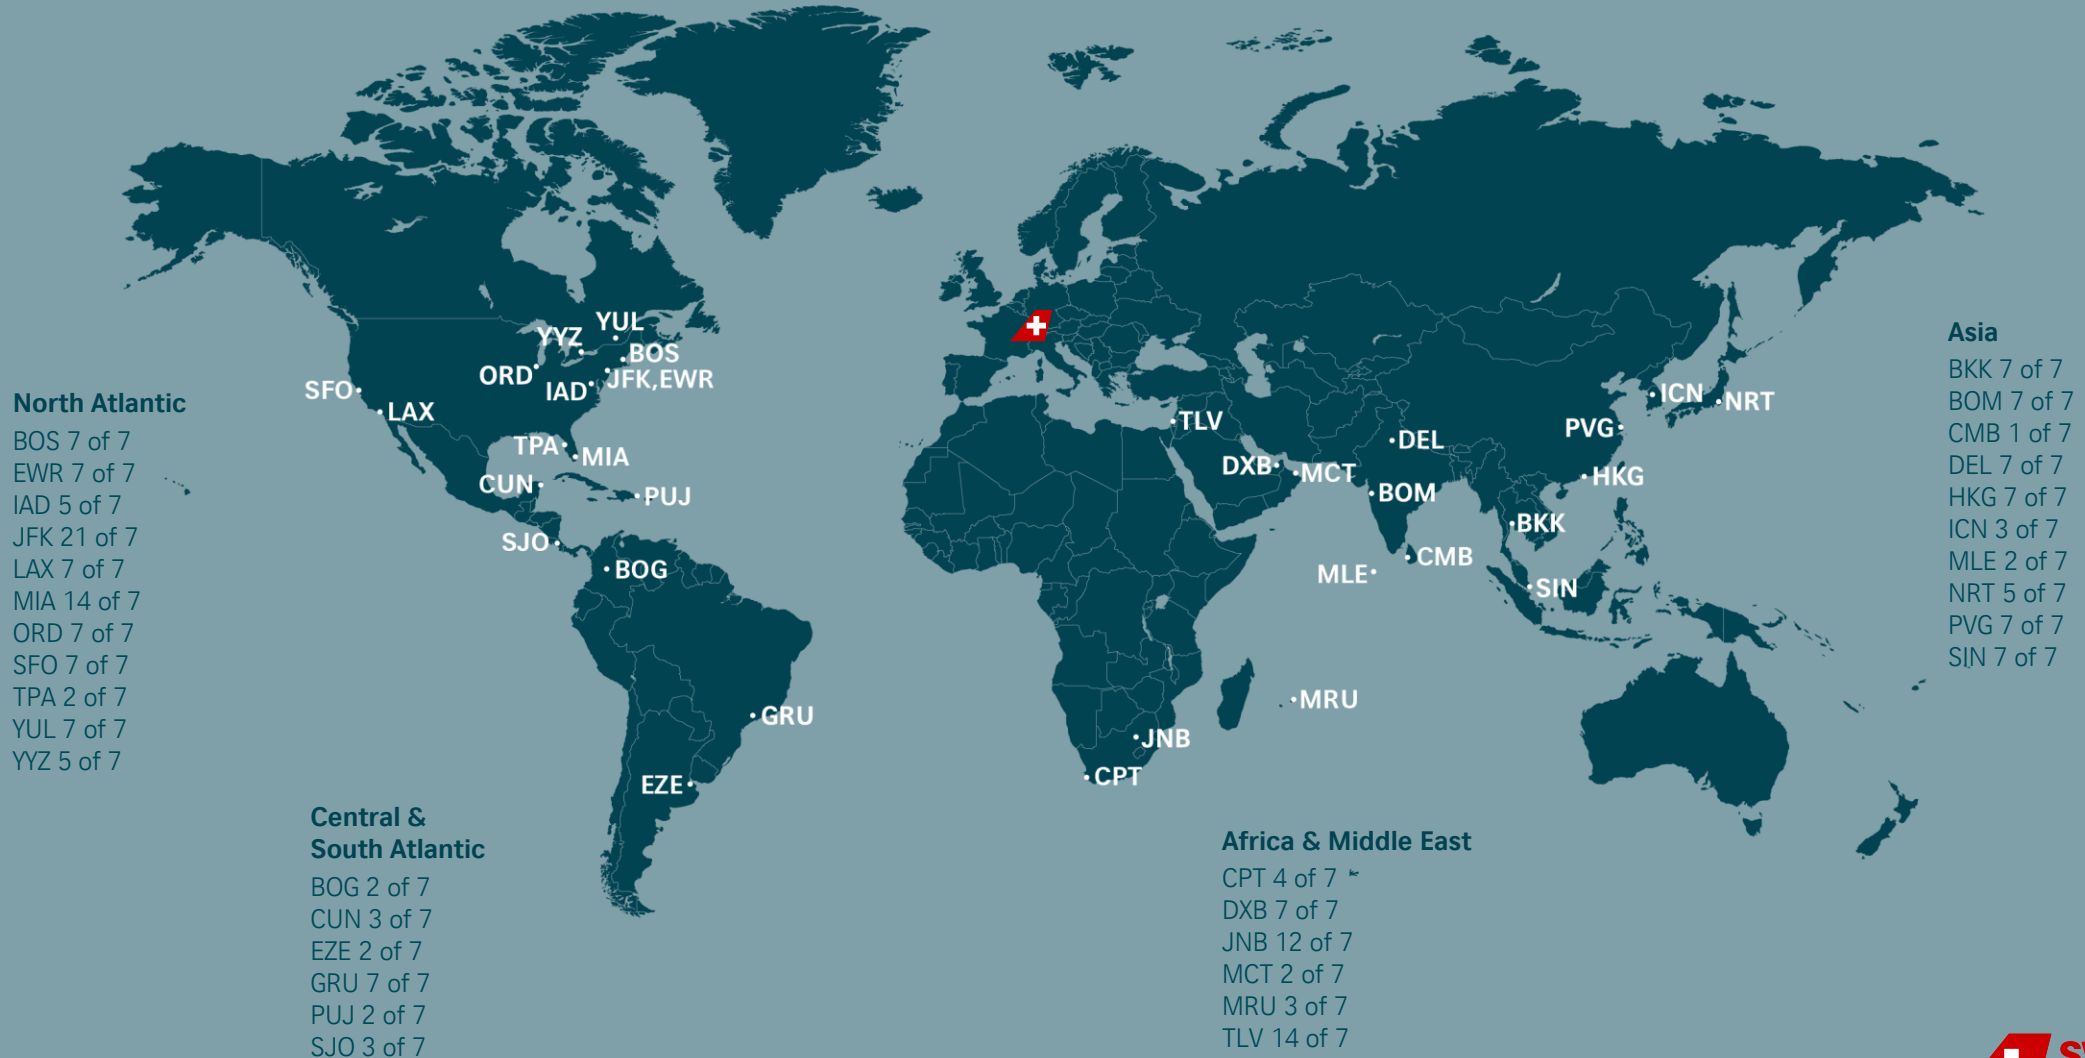 YUL
YYZ
BOS
ORD
JFK,EWR
IAD
SFO
LAX
TPA
MIA
CUN
PUJ
SJO
BOG
GRU
EZE
TLV
DXB
MCT
DEL
BOM
MLE
CMB
BKK
SIN
HKG
PVG
ICN
NRT
MRU
JNB
CPT
North Atlantic
BOS 7 of 7
EWR 7 of 7
IAD 5 of 7
JFK 21 of 7
LAX 7 of 7
MIA 14 of 7
ORD 7 of 7
SFO 7 of 7
TPA 2 of 7
YUL 7 of 7
YYZ 5 of 7
Central &
South Atlantic
BOG 2 of 7
CUN 3 of 7
EZE 2 of 7
GRU 7 of 7
PUJ 2 of 7
SJO 3 of 7
Africa & Middle East
CPT 4 of 7
DXB 7 of 7
JNB 12 of 7
MCT 2 of 7
MRU 3 of 7
TLV 14 of 7
Asia
BKK 7 of 7
BOM 7 of 7
CMB 1 of 7
DEL 7 of 7
HKG 7 of 7
ICN 3 of 7
MLE 2 of 7
NRT 5 of 7
PVG 7 of 7
SIN 7 of 7